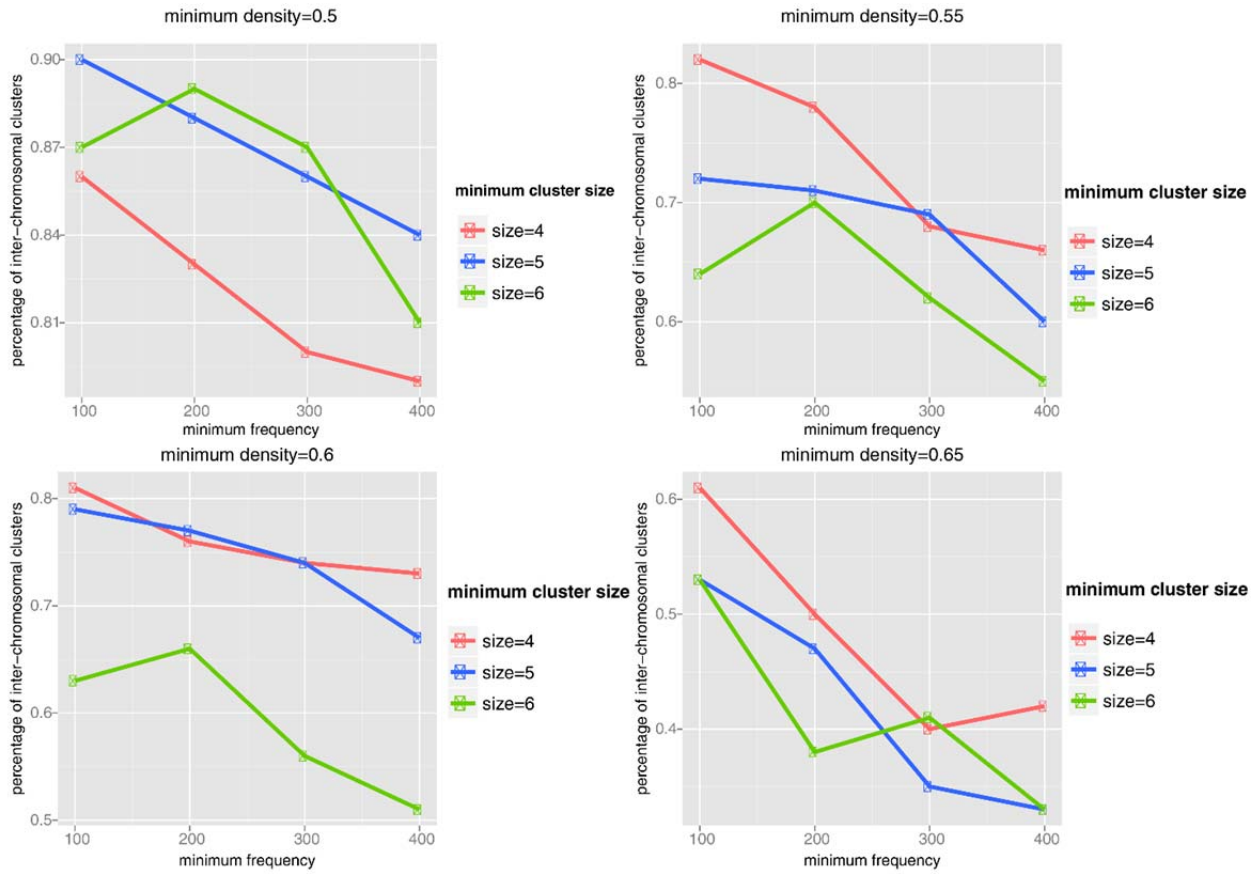 minimum density=0.5
percentage of inter-chromosomal clusters
0.90
0.87
0.84
0.81
100 200 300 400
minimum frequency
minimum cluster size
size=4
size=5
size=6
minimum density=0.55
percentage of inter-chromosomal clusters
0.8
0.7
0.6
100 200 300 400
minimum frequency
minimum cluster size
size=4
size=5
size=6
minimum density=0.6
percentage of inter-chromosomal clusters
0.8
0.7
0.6
0.5
100 200 300 400
minimum frequency
minimum cluster size
size=4
size=5
size=6
minimum density=0.65
percentage of inter-chromosomal clusters
0.6
0.5
0.4
100 200 300 400
minimum frequency
minimum cluster size
size=4
size=5
size=6